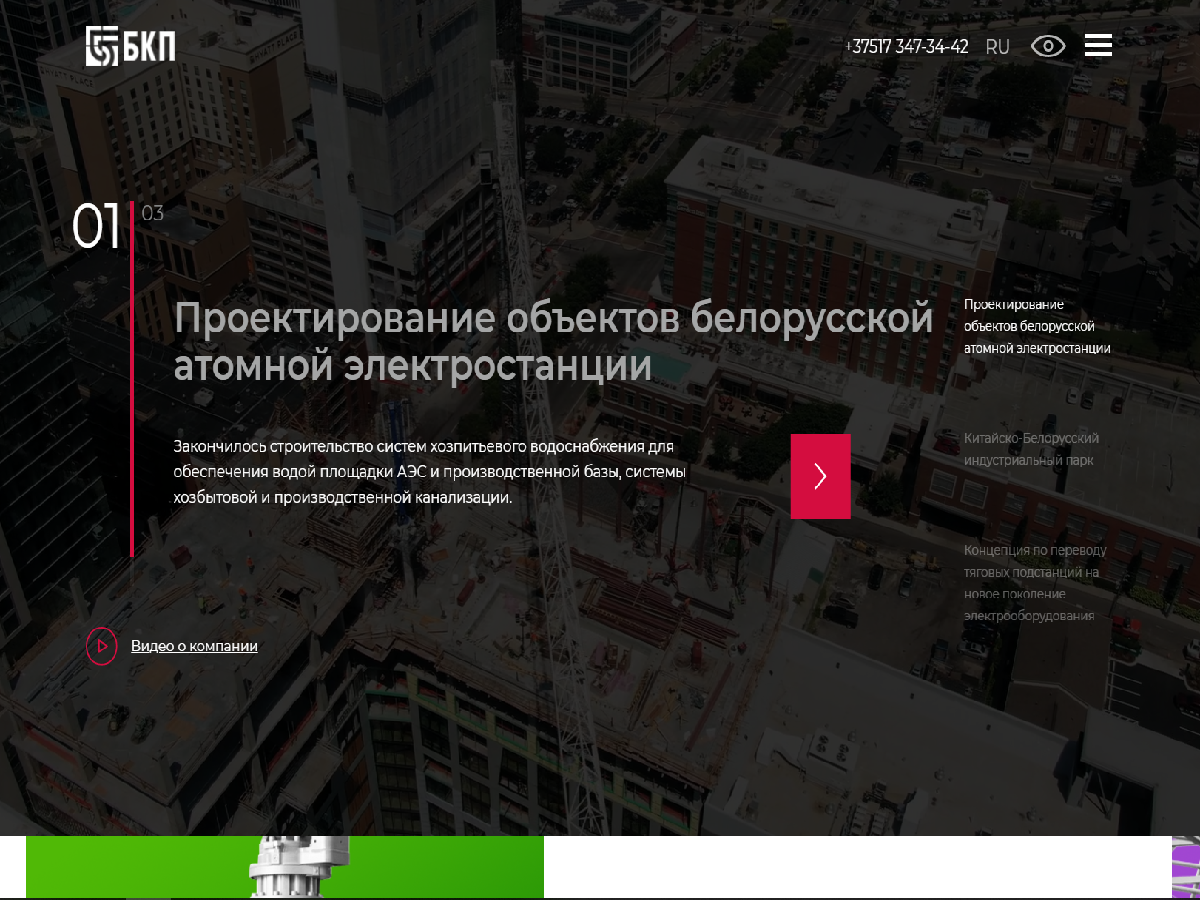 БКП
+37517 347-34-42
RU
01
03
Проектирование объектов белорусской
атомной электростанции
Закончилось строительство систем хозпитьевого водоснабжения для
обеспечения водой площадки АЭС и производственной базы, системы
хозбытовой и производственной канализации.
Проектирование
объектов белорусской
атомной электростанции
Китайско-Белорусский
индустриальный парк
Концепция по переводу
тяговых подстанций на
новое поколение
электрооборудования
Видео о компании